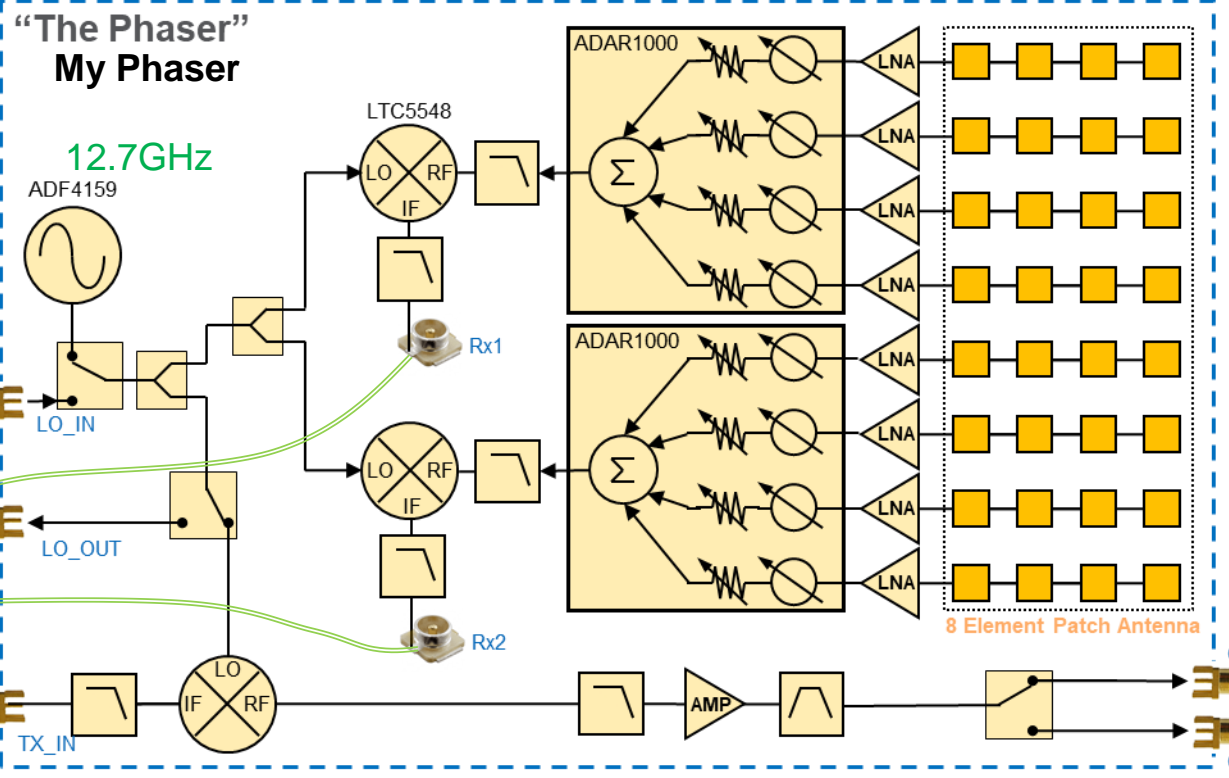 “The Phaser”
My Phaser
12.7GHz
ADF4159
LO_IN
LO_OUT
LTC5548
LO
RF
IF
Rx1
LO
RF
IF
Rx2
ADAR1000
Σ
LNA
LNA
LNA
LNA
ADAR1000
Σ
LNA
LNA
LNA
LNA
8 Element Patch Antenna
TX_IN
LO
IF
RF
AMP